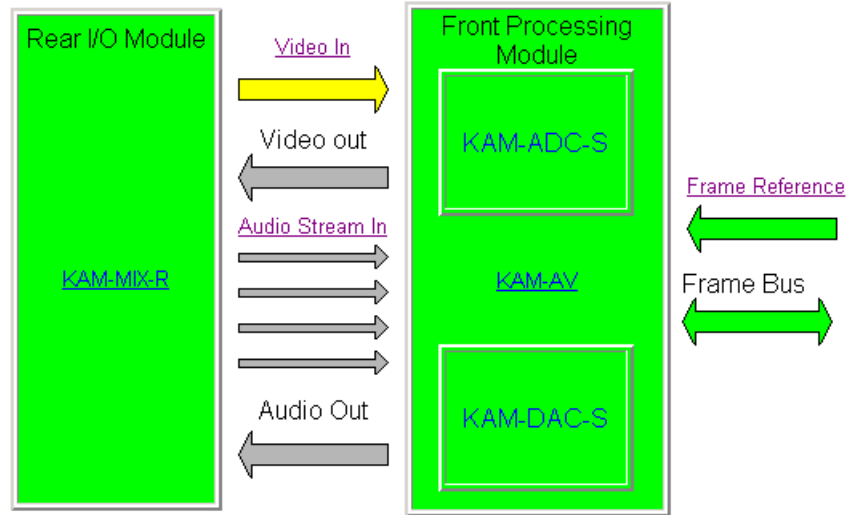 Rear I/O Module
KAM-MIX-R
Video In
Video out
Audio Stream In
Audio Out
Front Processing
Module
KAM-ADC-S
KAM-AV
KAM-DAC-S
Frame Reference
Frame Bus